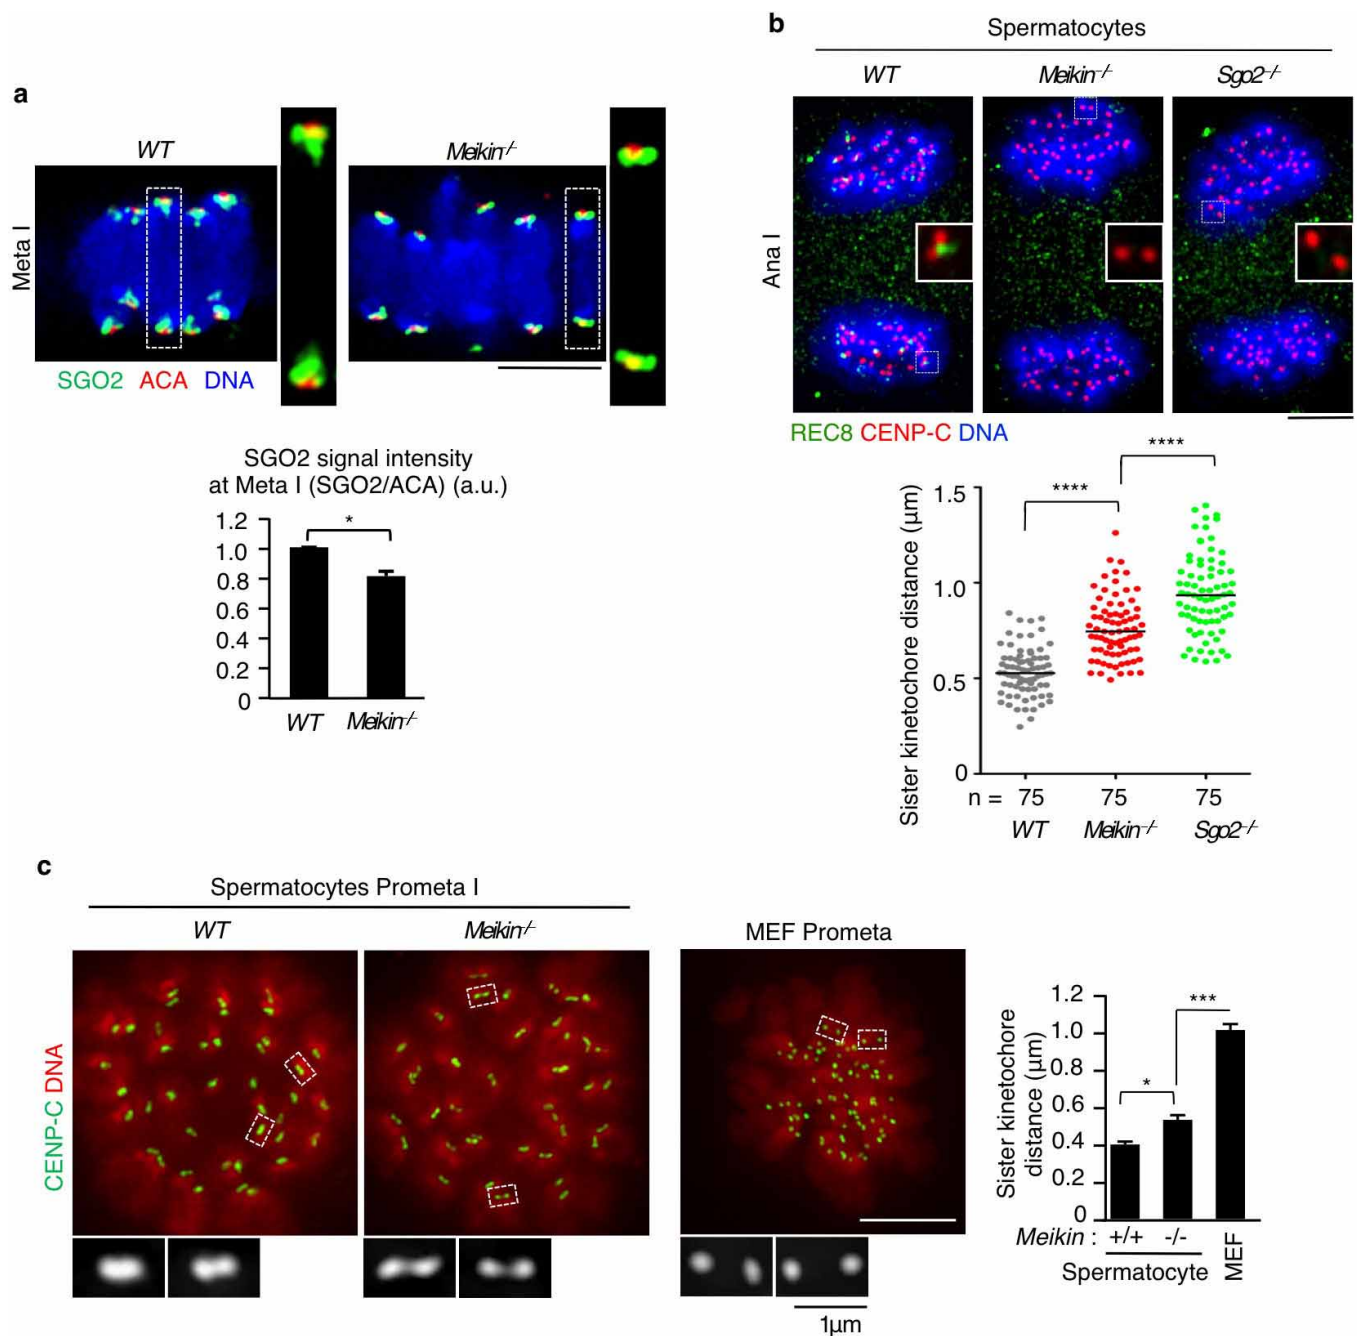 a
WT
Meikin-/-
Meta I
SGO2 ACA DNA
SGO2 signal intensity
at Meta I (SGO2/ACA) (a.u.)
*
1.2
1.0
0.8
0.6
0.4
0.2
0
WT
Meikin-/-
b
Spermatocytes
WT
Meikin-/-
Sgo2-/-
Ana I
REC8 CENP-C DNA
****
****
Sister kinetochore distance (µm)
1.5
1.0
0.5
0
n = 75 75 75
WT Meikin-/- Sgo2-/-
c
Spermatocytes Prometa I
WT
Meikin-/-
MEF Prometa
CENP-C DNA
1µm
Sister kinetochore
distance (µm)
1.2
1.0
0.8
0.6
0.4
0.2
0
*
***
Meikin : +/+ -/-
Spermatocyte
MEF